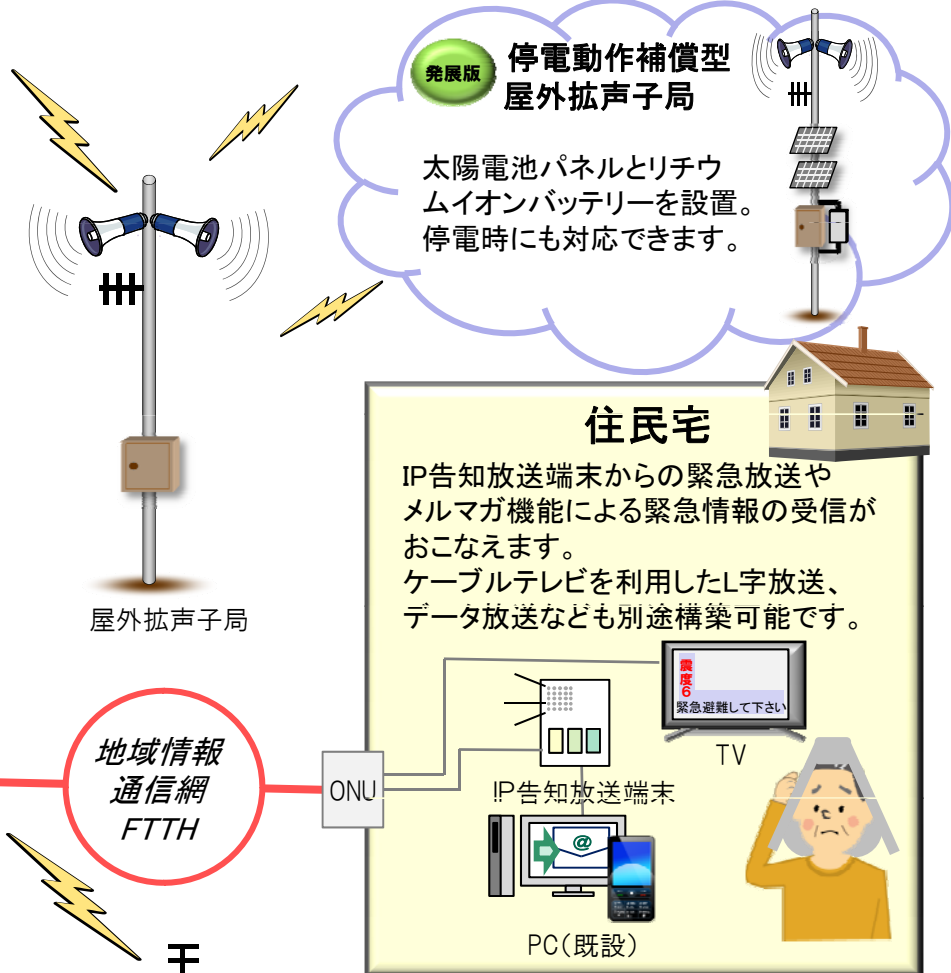 発展版
停電動作補償型
屋外拡声子局
太陽電池パネルとリチウ
ムイオンバッテリーを設置。
停電時にも対応できます。
屋外拡声子局
住民宅
IP告知放送端末からの緊急放送や
メルマガ機能による緊急情報の受信が
おこなえます。
ケーブルテレビを利用したL字放送、
データ放送なども別途構築可能です。
震度6
緊急避難して下さい
TV
地域情報
通信網
FTTH
ONU
IP告知放送端末
@
PC(既設)